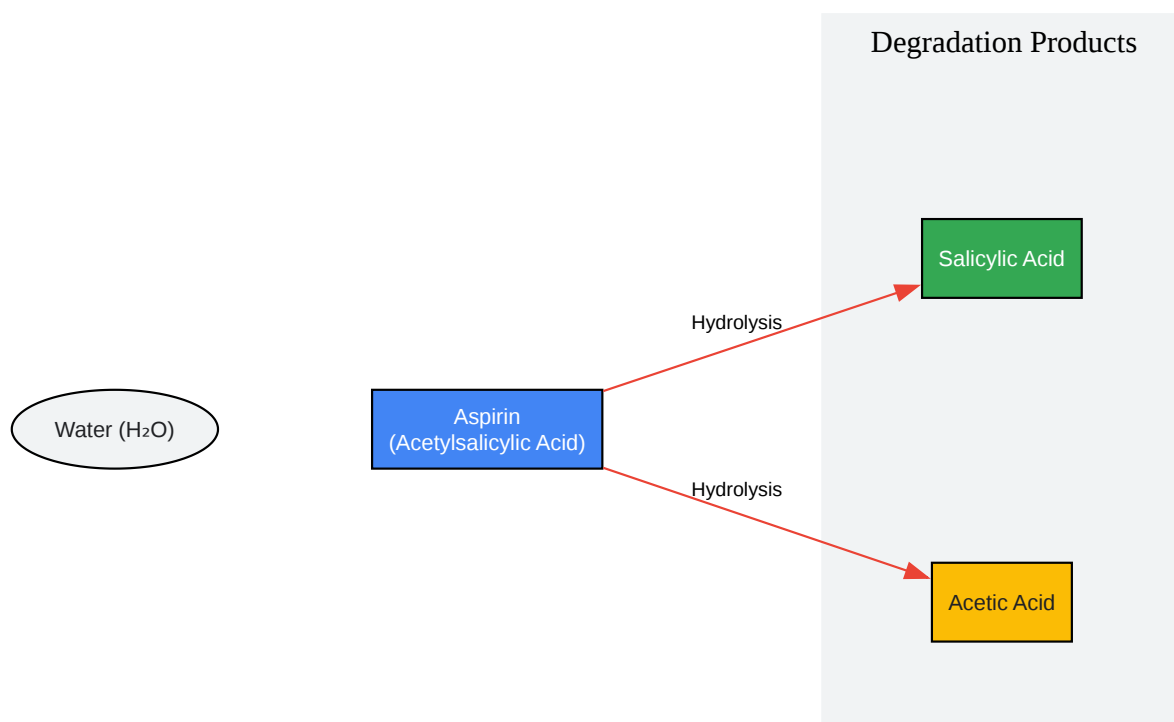 Degradation Products
Salicylic Acid
Hydrolysis
Water (H₂O)
Aspirin
(Acetylsalicylic Acid)
Hydrolysis
Acetic Acid